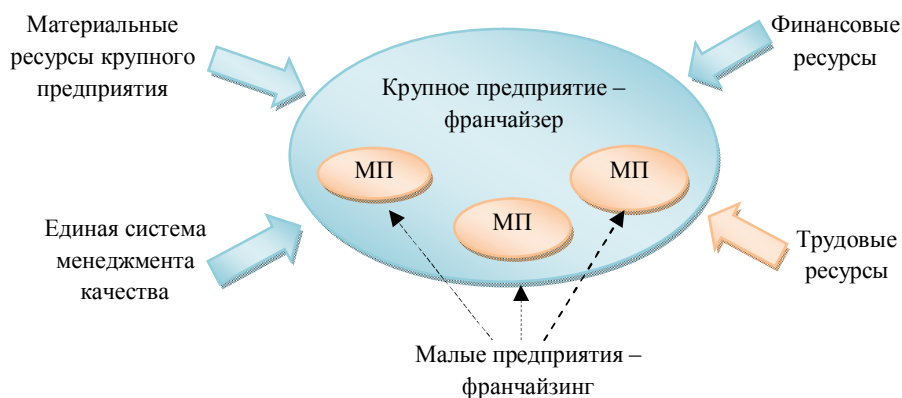 Материальные
ресурсы крупного
предприятия
Финансовые
ресурсы
Крупное предприятие –
франчайзер
МП
МП
МП
Единая система
менеджмента
качества
Трудовые
ресурсы
Малые предприятия –
франчайзинг